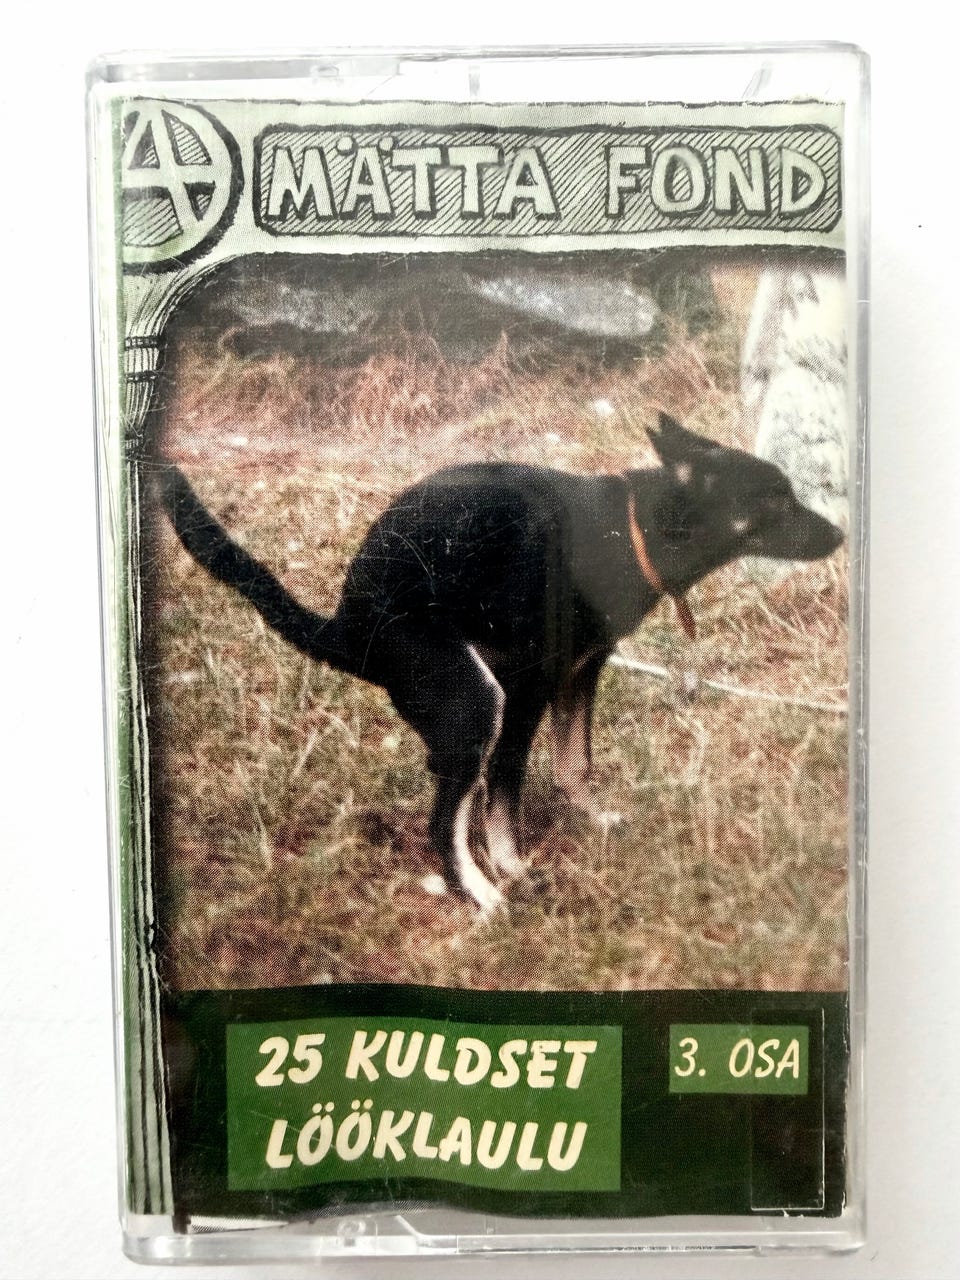 MÄTTA FOND
25 KULDSET
LÖÖKLAULU
3. OSA